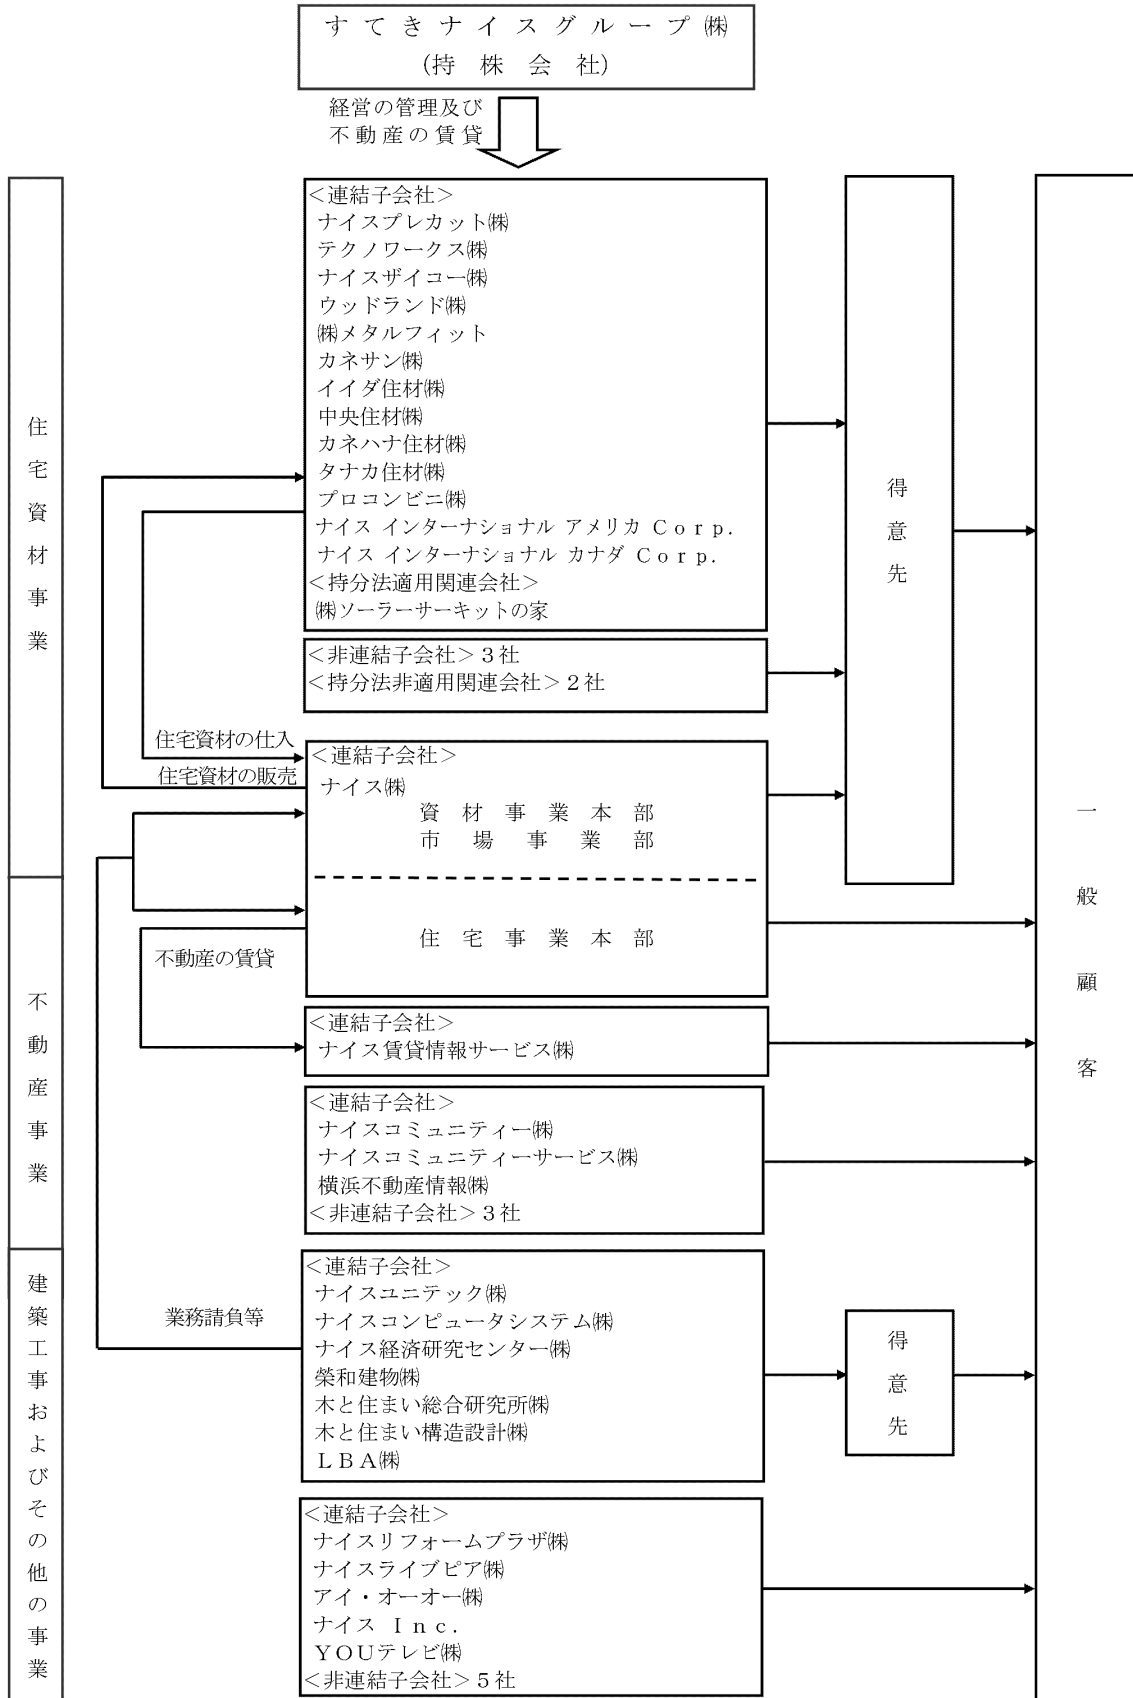 すてきナイスグループ㈱
(持株会社)
経営の管理及び
不動産の賃貸
住宅資材事業
<連結子会社>
ナイスプレカット㈱
テクノワークス㈱
ナイスザイコー㈱
ウッドランド㈱
㈱メタルフィット
カネサン㈱
イイダ住材㈱
中央住材㈱
カネハナ住材㈱
タナカ住材㈱
プロコンビニ㈱
ナイス インターナショナル アメリカ Corp.
ナイス インターナショナル カナダ Corp.
<持分法適用関連会社>
㈱ソーラーサーキットの家
<非連結子会社>3社
<持分法非適用関連会社>2社
得意先
一般顧客
住宅資材の仕入
住宅資材の販売
<連結子会社>
ナイス㈱
資材事業本部
市場事業部
住宅事業本部
不動産事業
不動産の賃貸
<連結子会社>
ナイス賃貸情報サービス㈱
<連結子会社>
ナイスコミュニティー㈱
ナイスコミュニティーサービス㈱
横浜不動産情報㈱
<非連結子会社>3社
建築工事およびその他の事業
業務請負等
<連結子会社>
ナイスユニテック㈱
ナイスコンピュータシステム㈱
ナイス経済研究センター㈱
榮和建物㈱
木と住まい総合研究所㈱
木と住まい構造設計㈱
LBA㈱
得意先
<連結子会社>
ナイスリフォームプラザ㈱
ナイスライブピア㈱
アイ・オーオー㈱
ナイス Inc.
YOUテレビ㈱
<非連結子会社>5社